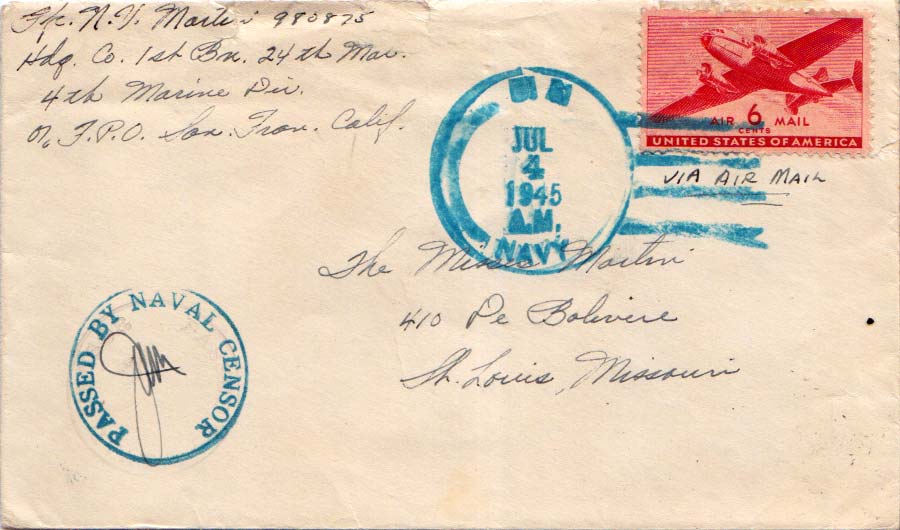 Pfc. N.V. Martin 980875
Hdq. Co. 1st Bn. 24th Mar.
4th Marine Div.
℅ F.P.O. San. Fran. Calif.
U S
JUL
4
1945
A.M.
NAVY
AIR 6 MAIL
CENTS
UNITED STATES OF AMERICA
VIA AIR MAIL
The Misses Martin
410 De Bolivere
St. Louis, Missouri
PASSED BY NAVAL CENSOR